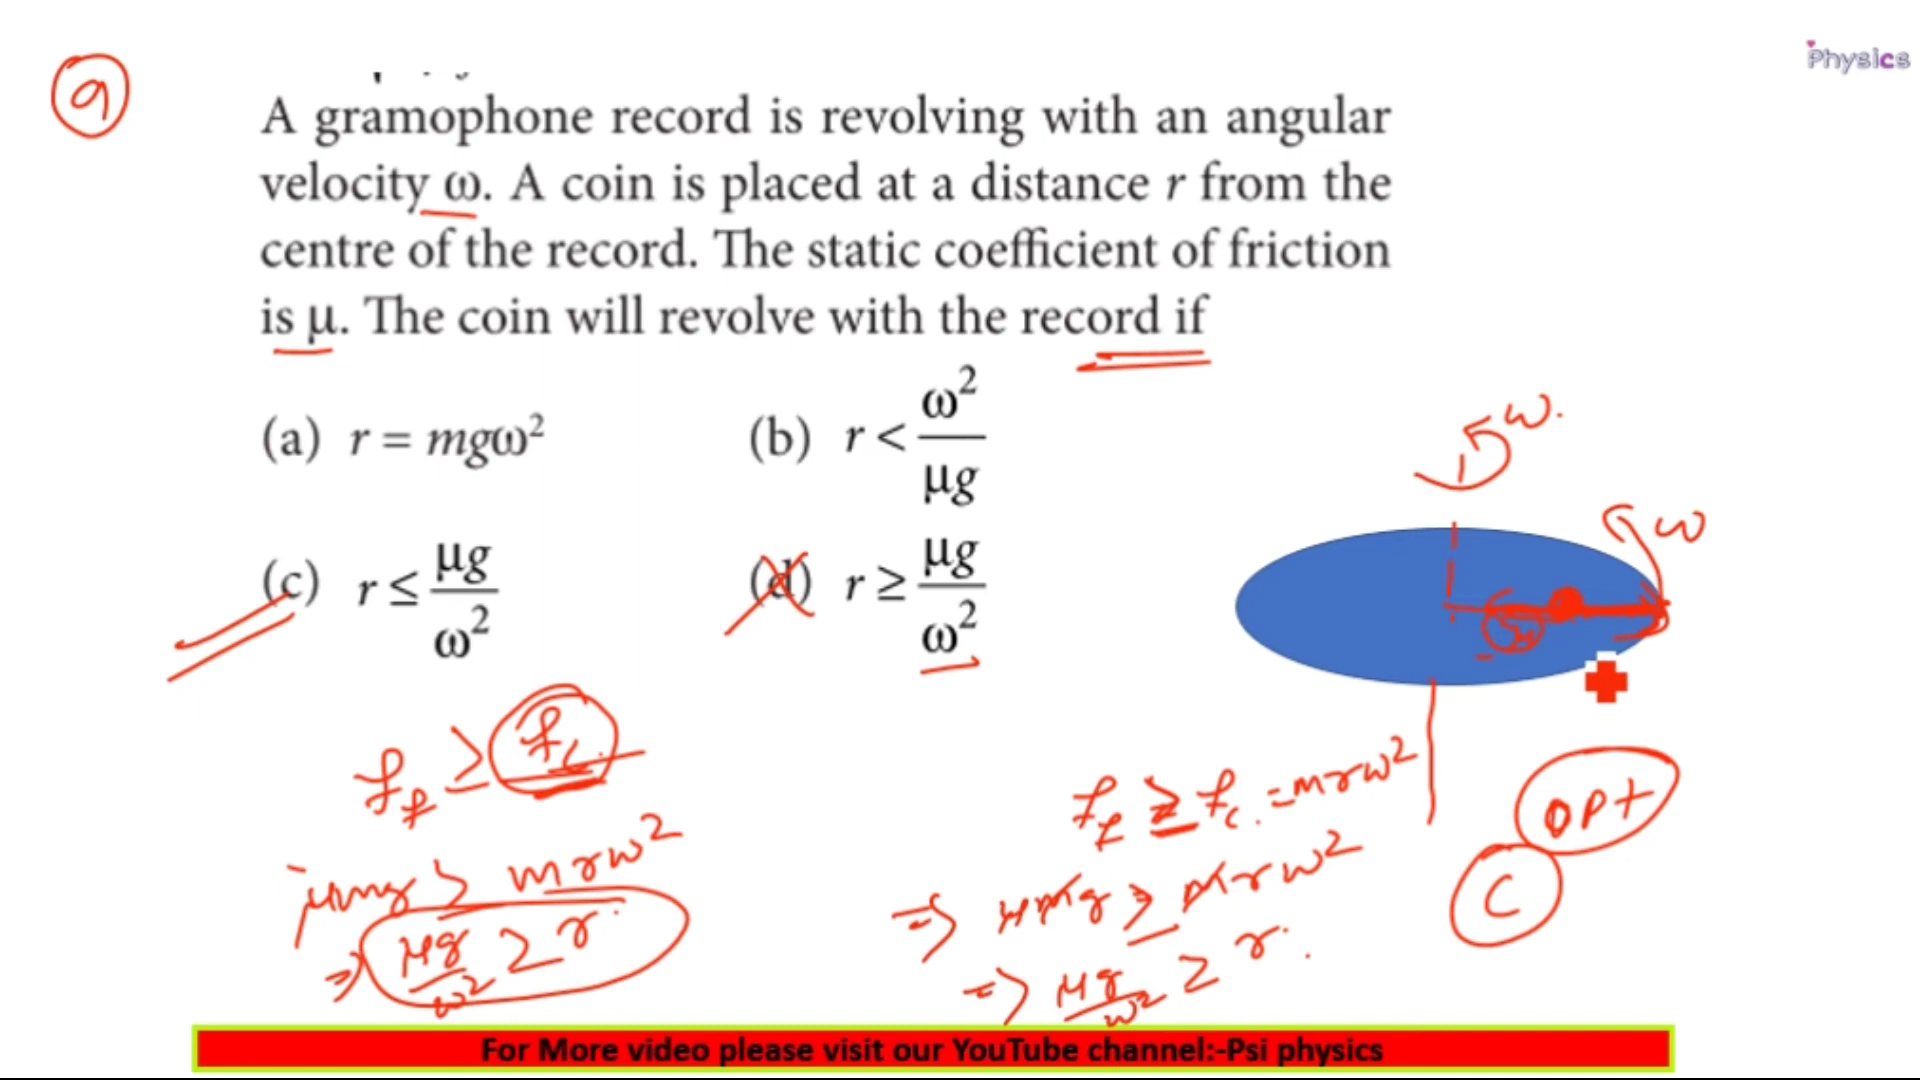 Physics
9
A gramophone record is revolving with an angular
velocity ω. A coin is placed at a distance r from the
centre of the record. The static coefficient of friction
is μ. The coin will revolve with the record if
(a) r = mgω²
(b) r < ω²/μg
(c) r ≤ μg/ω²
(d) r ≥ μg/ω²
ω.
ω
f_f ≥ f_c.
μmg ≥ mrω²
⇒ μg/ω² ≥ r.
f_f ≥ f_c. = mrω²
⇒ μmg ≥ mrω²
⇒ μg/ω² ≥ r.
opt
C
For More video please visit our YouTube channel:-Psi physics